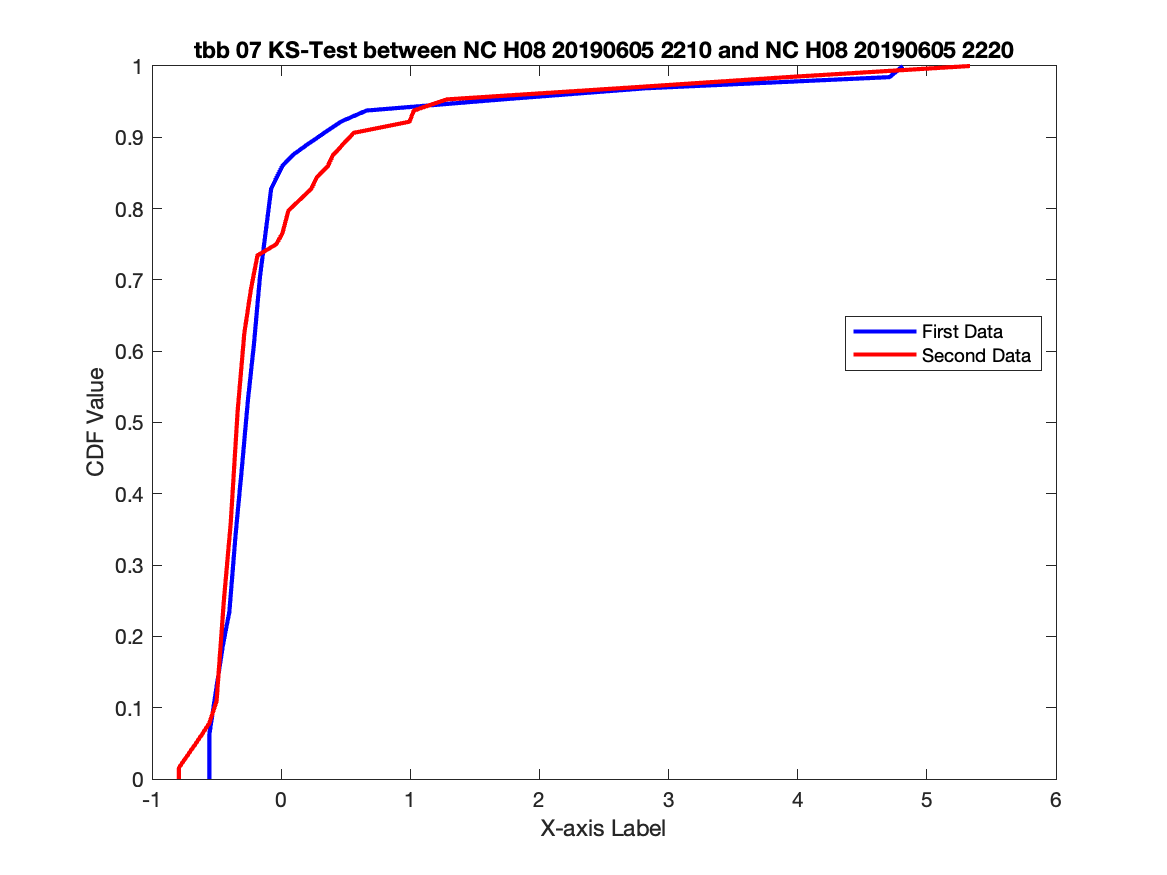 tbb 07 KS-Test between NC H08 20190605 2210 and NC H08 20190605 2220
1
0.9
0.8
0.7
0.6
0.5
0.4
0.3
0.2
0.1
0
CDF Value
First Data
Second Data
-1 0 1 2 3 4 5 6
X-axis Label